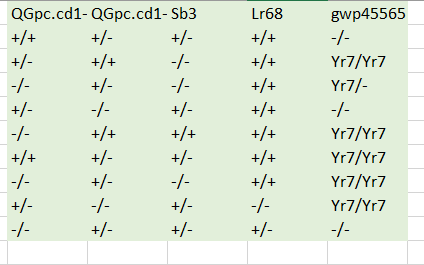 QGpc.cd1- QGpc.cd1- Sb3 Lr68 gwp45565
+/+ +/- +/- +/+ -/-
+/- +/+ -/- +/+ Yr7/Yr7
-/- +/- -/- +/+ Yr7/-
+/- -/- +/- +/+ -/-
-/- +/+ +/+ +/+ Yr7/Yr7
+/+ +/- +/- +/+ Yr7/Yr7
-/- +/- -/- +/+ Yr7/Yr7
+/- -/- +/- -/- Yr7/Yr7
-/- +/- +/- +/- -/-